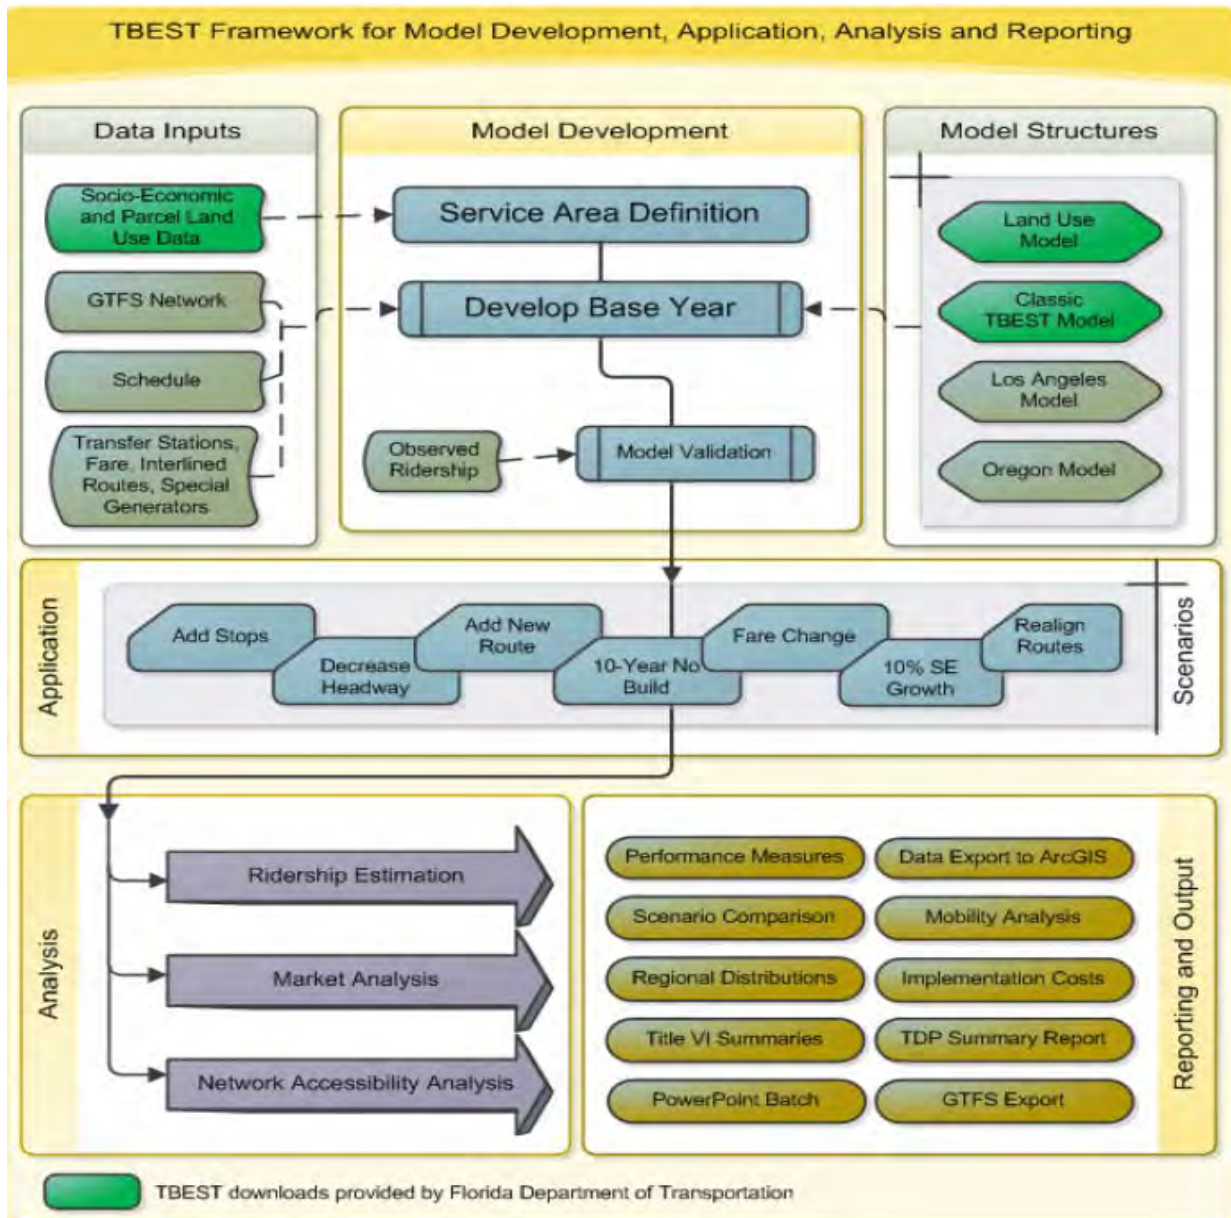 TBEST Framework for Model Development, Application, Analysis and Reporting
Data Inputs
Socio-Economic
and Parcel Land
Use Data
GTFS Network
Schedule
Transfer Stations,
Fare, Interlined
Routes, Special
Generators
Model Development
Service Area Definition
Develop Base Year
Observed
Ridership
Model Validation
Model Structures
Land Use
Model
Classic
TBEST Model
Los Angeles
Model
Oregon Model
Application
Add Stops
Decrease
Headway
Add New
Route
10-Year No
Build
Fare Change
10% SE
Growth
Realign
Routes
Scenarios
Analysis
Ridership Estimation
Market Analysis
Network Accessibility Analysis
Performance Measures
Data Export to ArcGIS
Scenario Comparison
Mobility Analysis
Regional Distributions
Implementation Costs
Title VI Summaries
TDP Summary Report
PowerPoint Batch
GTFS Export
Reporting and Output
TBEST downloads provided by Florida Department of Transportation